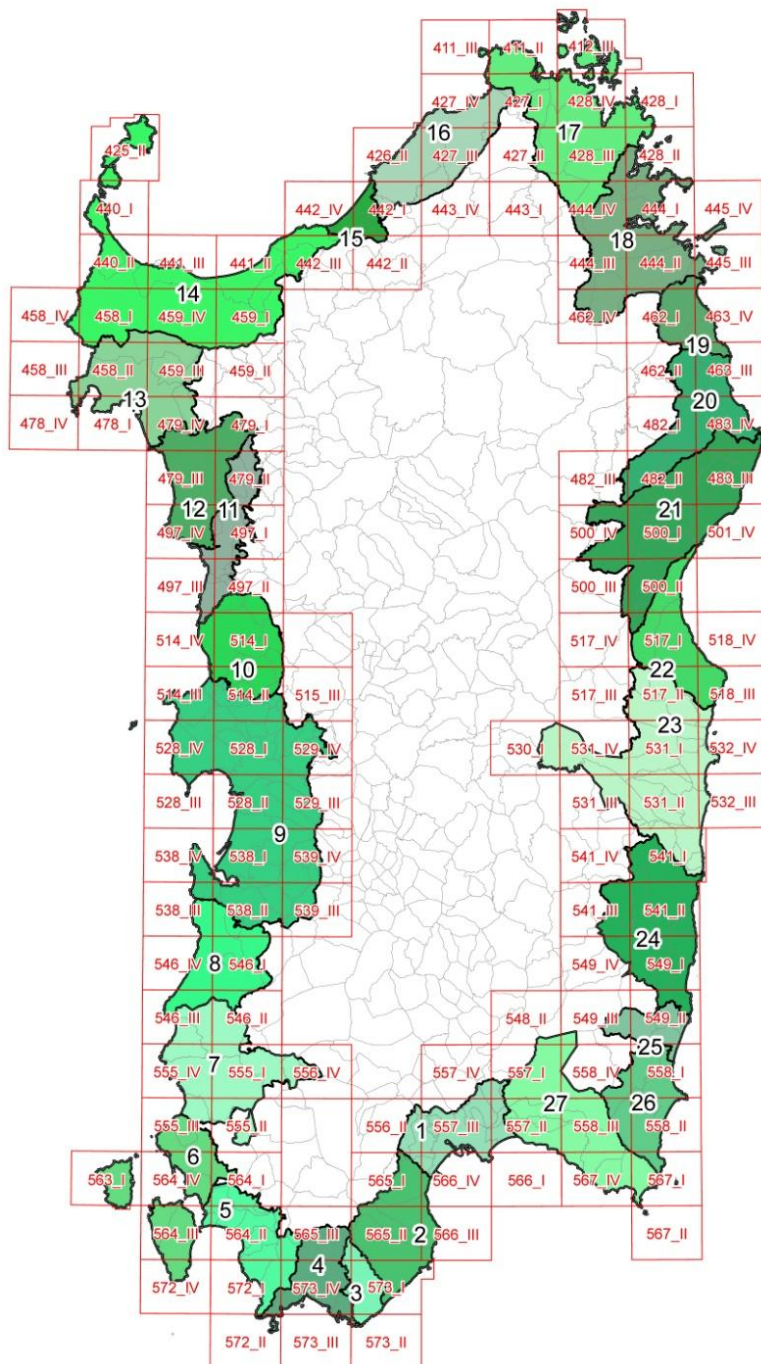 411_III 411_II 412_III
427_IV 427_I 428_IV 428_I
16 17
425_II 426_II 427_III 427_II 428_III 428_II
440_I 442_IV 442_I 443_IV 443_I 444_IV 444_I 445_IV
15 18
440_II 441_III 441_II 442_III 442_II 444_III 444_II 445_III
14
458_IV 458_I 459_IV 459_I 462_IV 462_I 463_IV
19
458_III 458_II 459_III 459_II 462_II 463_III
13 20
478_IV 478_I 479_IV 479_I 482_I 483_IV
479_III 479_II 482_III 482_II 483_III
12 11 21
497_IV 497_I 500_IV 500_I 501_IV
497_III 497_II 500_III 500_II
514_IV 514_I 517_IV 517_I 518_IV
10 22
514_III 514_II 515_III 517_III 517_II 518_III
23
528_IV 528_I 529_IV 530_I 531_IV 531_I 532_IV
528_III 528_II 529_III 531_III 531_II 532_III
9
538_IV 538_I 539_IV 541_IV 541_I
538_III 538_II 539_III 541_III 541_II
24
546_IV 546_I 549_IV 549_I
8
546_III 546_II 548_II 549_III 549_II
25
7
555_IV 555_I 556_IV 557_IV 557_I 558_IV 558_I
27 26
555_III 555_II 556_II 1 557_III 557_II 558_III 558_II
6
563_I 564_IV 564_I 565_I 566_IV 566_I 567_IV 567_I
5
564_III 564_II 565_III 565_II 2 566_III 567_II
4
572_IV 572_I 573_IV 3 573_I
572_II 573_III 573_II